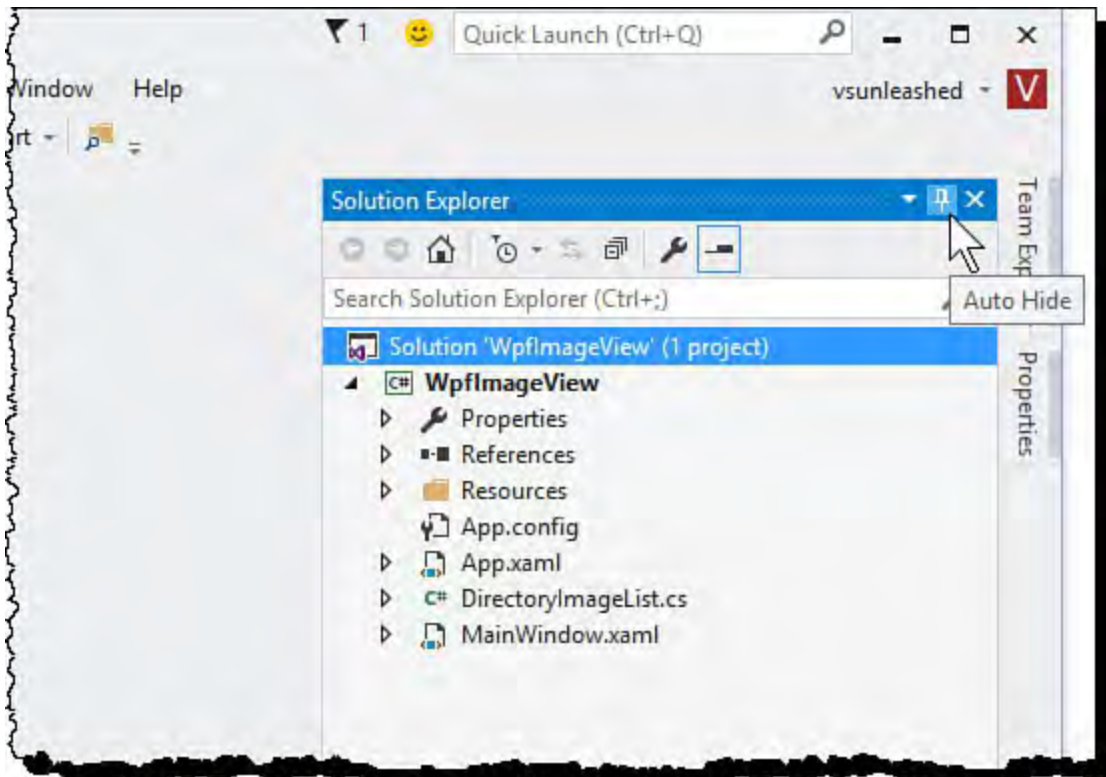 1
Quick Launch (Ctrl+Q)
Window Help
vsunleashed V
rt
Solution Explorer
Search Solution Explorer (Ctrl+;)
Auto Hide
Team Exp
Properties
Solution 'WpfImageView' (1 project)
C# WpfImageView
Properties
References
Resources
App.config
App.xaml
C# DirectoryImageList.cs
MainWindow.xaml